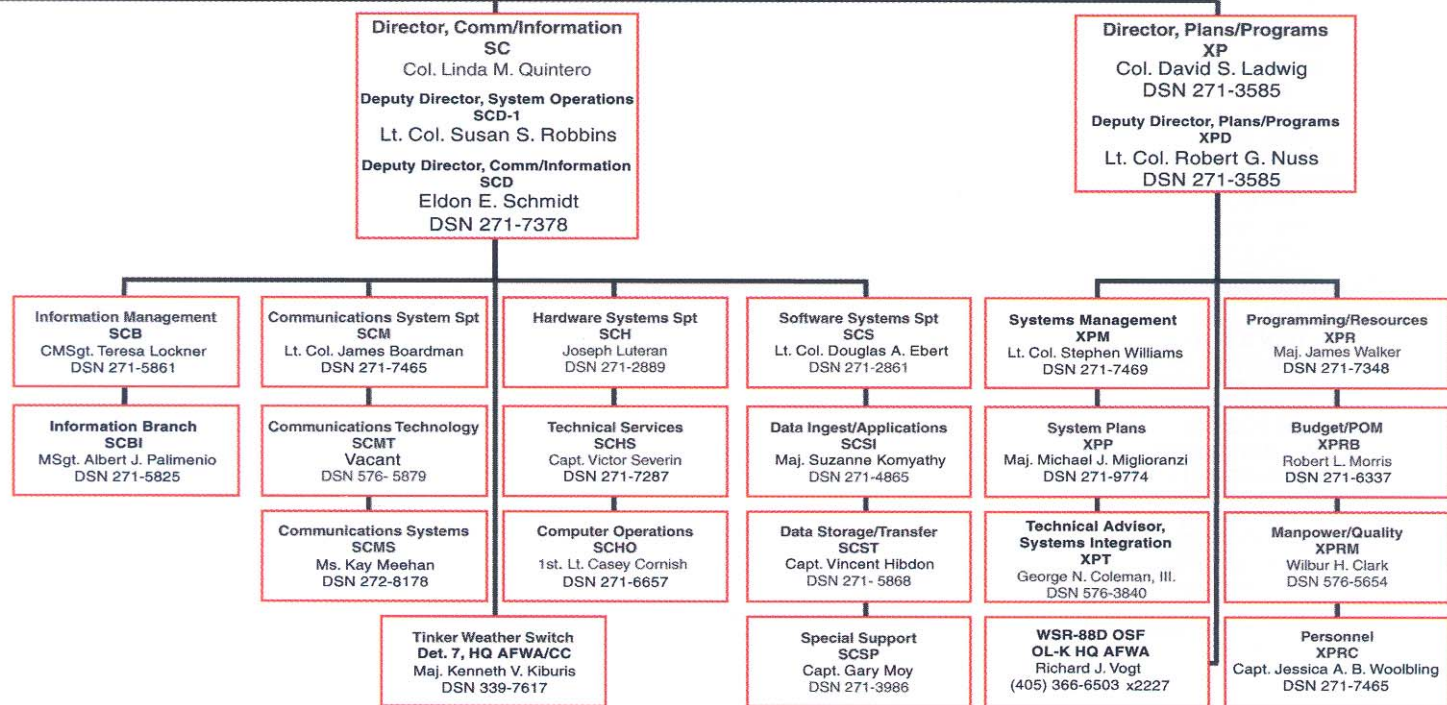 Director, Comm/Information
SC
Col. Linda M. Quintero
Deputy Director, System Operations
SCD-1
Lt. Col. Susan S. Robbins
Deputy Director, Comm/Information
SCD
Eldon E. Schmidt
DSN 271-7378
Director, Plans/Programs
XP
Col. David S. Ladwig
DSN 271-3585
Deputy Director, Plans/Programs
XPD
Lt. Col. Robert G. Nuss
DSN 271-3585
Information Management
SCB
CMSgt. Teresa Lockner
DSN 271-5861
Communications System Spt
SCM
Lt. Col. James Boardman
DSN 271-7465
Hardware Systems Spt
SCH
Joseph Luteran
DSN 271-2889
Software Systems Spt
SCS
Lt. Col. Douglas A. Ebert
DSN 271-2861
Systems Management
XPM
Lt. Col. Stephen Williams
DSN 271-7469
Programming/Resources
XPR
Maj. James Walker
DSN 271-7348
Information Branch
SCBI
MSgt. Albert J. Palimenio
DSN 271-5825
Communications Technology
SCMT
Vacant
DSN 576- 5879
Technical Services
SCHS
Capt. Victor Severin
DSN 271-7287
Data Ingest/Applications
SCSI
Maj. Suzanne Komyathy
DSN 271-4865
System Plans
XPP
Maj. Michael J. Miglioranzi
DSN 271-9774
Budget/POM
XPRB
Robert L. Morris
DSN 271-6337
Communications Systems
SCMS
Ms. Kay Meehan
DSN 272-8178
Computer Operations
SCHO
1st. Lt. Casey Cornish
DSN 271-6657
Data Storage/Transfer
SCST
Capt. Vincent Hibdon
DSN 271- 5868
Technical Advisor,
Systems Integration
XPT
George N. Coleman, III.
DSN 576-3840
Manpower/Quality
XPRM
Wilbur H. Clark
DSN 576-5654
Tinker Weather Switch
Det. 7, HQ AFWA/CC
Maj. Kenneth V. Kiburis
DSN 339-7617
Special Support
SCSP
Capt. Gary Moy
DSN 271-3986
WSR-88D OSF
OL-K HQ AFWA
Richard J. Vogt
(405) 366-6503 x2227
Personnel
XPRC
Capt. Jessica A. B. Woolbling
DSN 271-7465